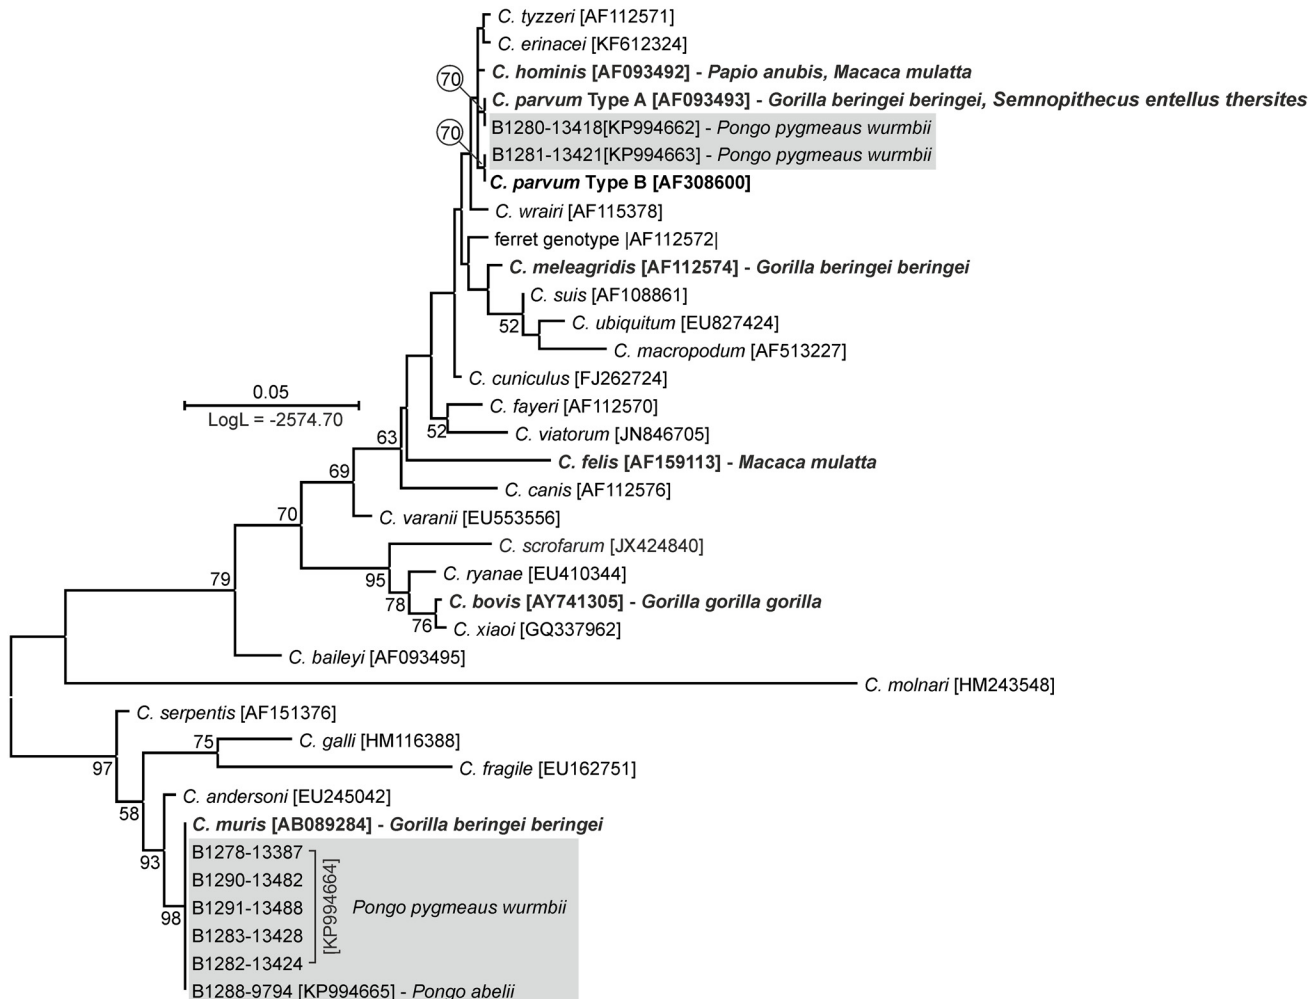 C. tyzzeri [AF112571]
C. erinacei [KF612324]
C. hominis [AF093492] - Papio anubis, Macaca mulatta
70
C. parvum Type A [AF093493] - Gorilla beringei beringei, Semnopithecus entellus thersites
B1280-13418[KP994662] - Pongo pygmeaus wurmbii
70
B1281-13421[KP994663] - Pongo pygmeaus wurmbii
C. parvum Type B [AF308600]
C. wrairi [AF115378]
ferret genotype |AF112572|
C. meleagridis [AF112574] - Gorilla beringei beringei
C. suis [AF108861]
52
C. ubiquitum [EU827424]
C. macropodum [AF513227]
C. cuniculus [FJ262724]
0.05
LogL = -2574.70
C. fayeri [AF112570]
52
C. viatorum [JN846705]
63
C. felis [AF159113] - Macaca mulatta
69
C. canis [AF112576]
70
C. varanii [EU553556]
C. scrofarum [JX424840]
79
95
C. ryanae [EU410344]
78
C. bovis [AY741305] - Gorilla gorilla gorilla
76
C. xiaoi [GQ337962]
C. baileyi [AF093495]
C. molnari [HM243548]
C. serpentis [AF151376]
75
C. galli [HM116388]
97
C. fragile [EU162751]
C. andersoni [EU245042]
58
C. muris [AB089284] - Gorilla beringei beringei
93
B1278-13387
B1290-13482
B1291-13488
[KP994664]
Pongo pygmeaus wurmbii
98
B1283-13428
B1282-13424
B1288-9794 [KP994665] - Pongo abelii